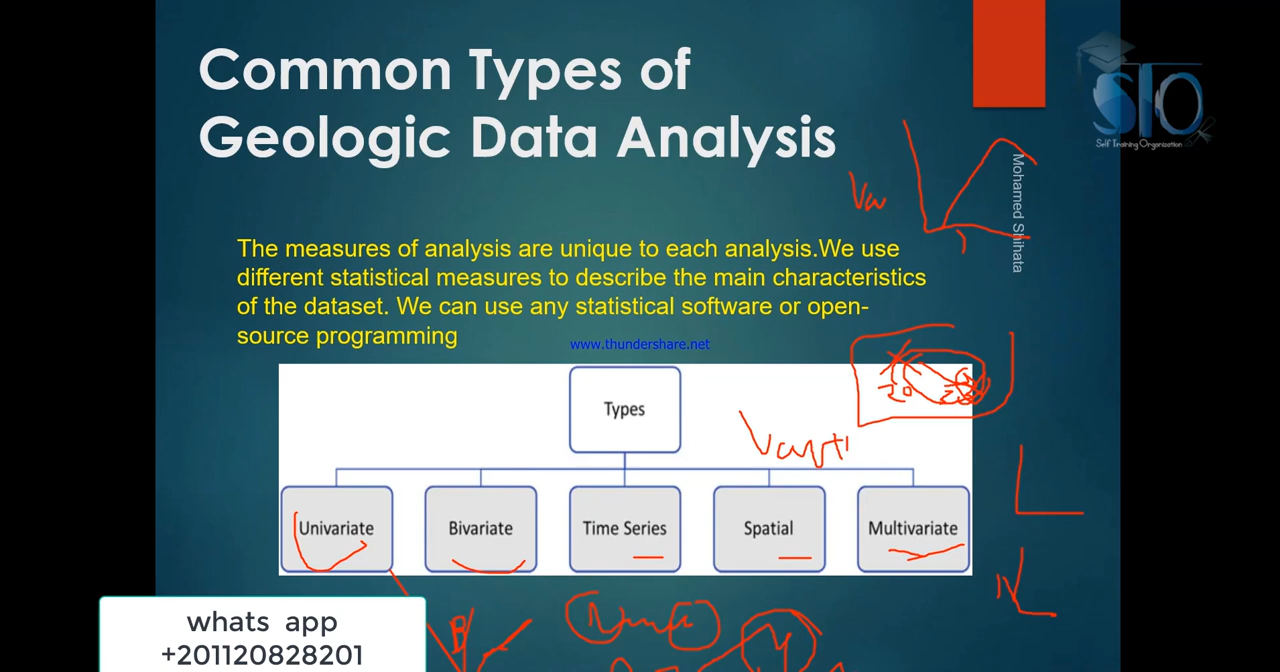 Common Types of
Geologic Data Analysis
STO
Self Training Organization
Mohamed Shihata
The measures of analysis are unique to each analysis.We use
different statistical measures to describe the main characteristics
of the dataset. We can use any statistical software or open-
source programming
www.thundershare.net
Types
Univariate
Bivariate
Time Series
Spatial
Multivariate
whats app
+201120828201